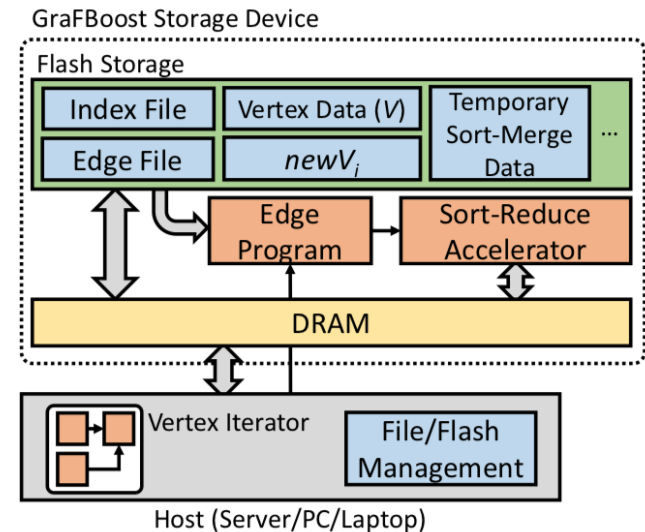 GraFBoost Storage Device
Flash Storage
Index File
Vertex Data (V)
Temporary
Sort-Merge
Data
...
Edge File
newVi
Edge
Program
Sort-Reduce
Accelerator
DRAM
Vertex Iterator
File/Flash
Management
Host (Server/PC/Laptop)